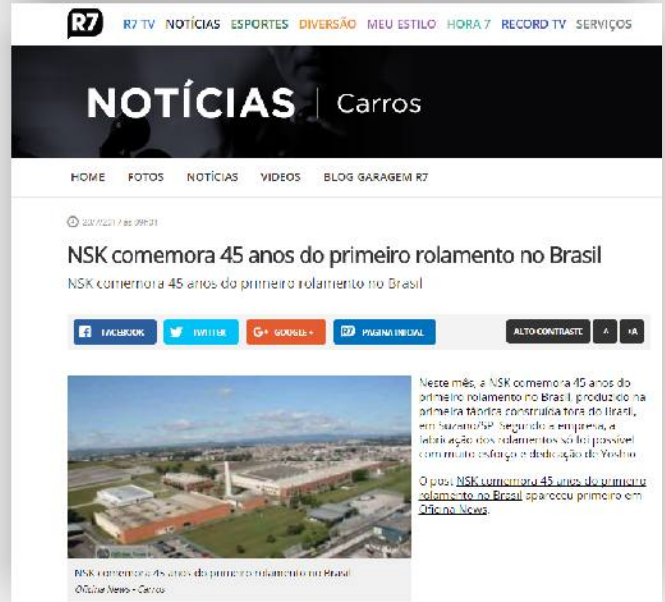 R7 R7 TV NOTÍCIAS ESPORTES DIVERSÃO MEU ESTILO HORA 7 RECORD TV SERVIÇOS
NOTÍCIAS | Carros
HOME FOTOS NOTÍCIAS VIDEOS BLOG GARAGEM R7
NSK comemora 45 anos do primeiro rolamento no Brasil
NSK comemora 45 anos do primeiro rolamento no Brasil
FACEBOOK TWITTER G+ GOOGLE+ R7 PAGINA INICIAL ALTO CONTRASTE A +A
Neste mês, a NSK comemora 45 anos do
primeiro rolamento no Brasil, produzido na
primeira fábrica construída fora do Brasil,
em Suzano/SP. Segundo a empresa, a
fabricação dos rolamentos só foi possível
com muito esforço e dedicação de Yoshio
O post NSK comemora 45 anos do primeiro
rolamento no Brasil apareceu primeiro em
Oficina News.
NSK comemora 45 anos do primeiro rolamento no Brasil
Oficina News - Carros